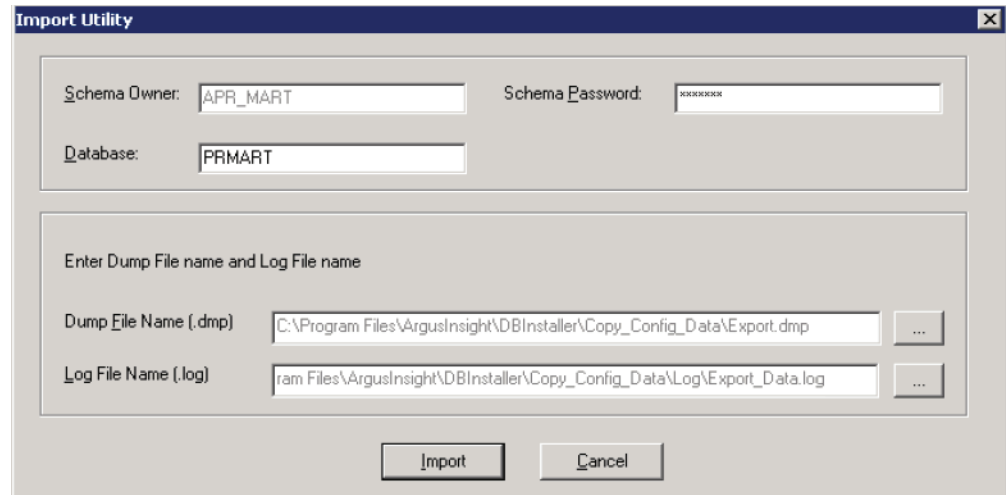 Import Utility
Schema Owner: APR_MART Schema Password: xxxxxxx
Database: PRMART
Enter Dump File name and Log File name
Dump File Name (.dmp) C:\Program Files\ArgusInsight\DBInstaller\Copy_Config_Data\Export.dmp ...
Log File Name (.log) ram Files\ArgusInsight\DBInstaller\Copy_Config_Data\Log\Export_Data.log ...
Import Cancel